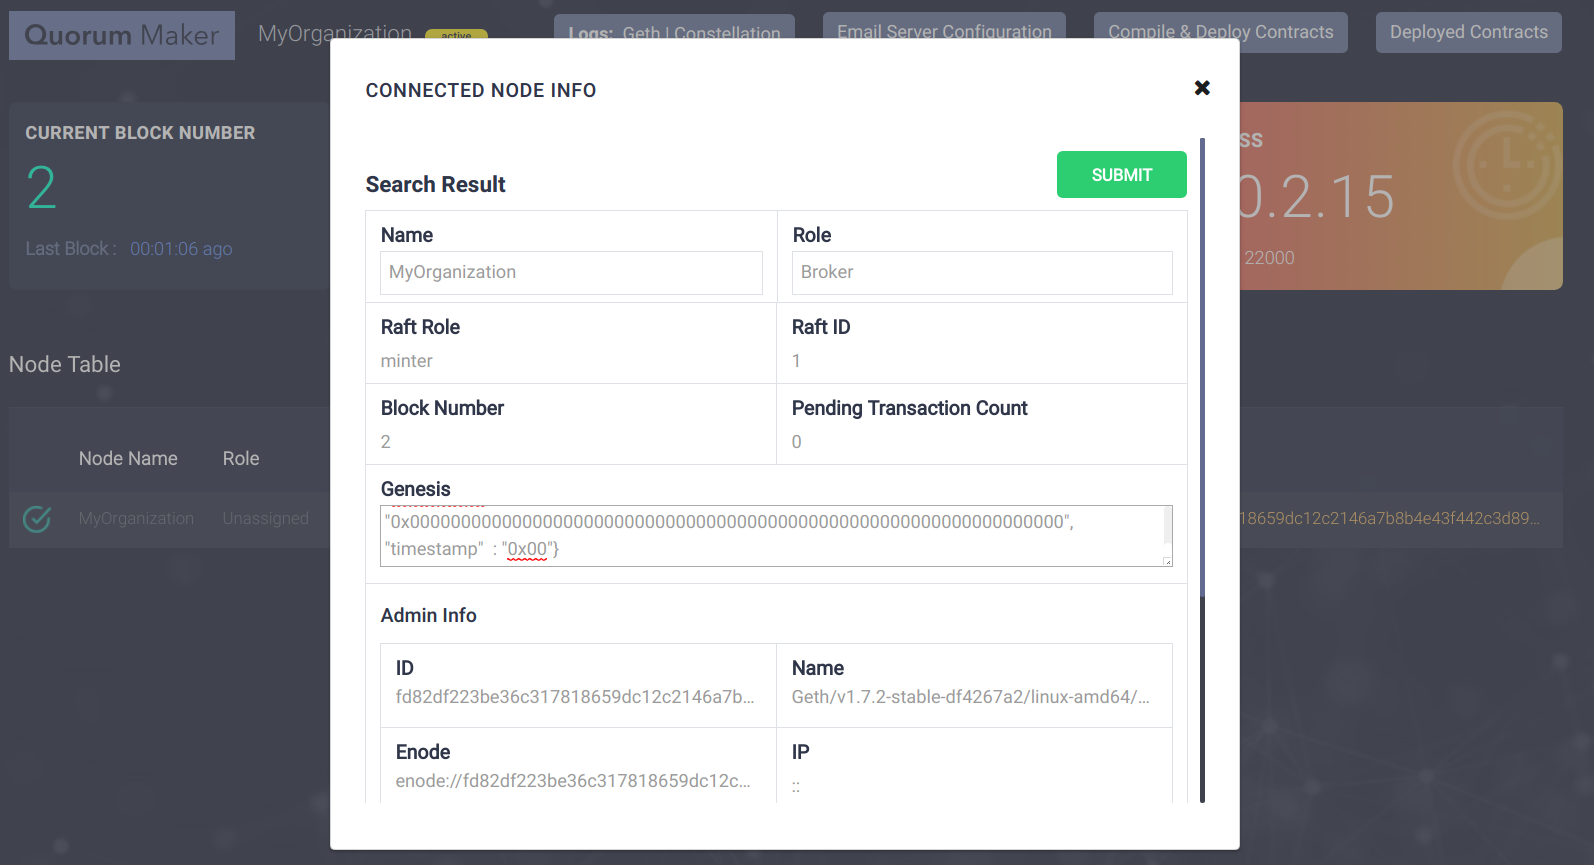 Quorum Maker
MyOrganization
active
Logs: Geth | Constellation
Email Server Configuration
Compile & Deploy Contracts
Deployed Contracts
CONNECTED NODE INFO
CURRENT BLOCK NUMBER
2
Last Block : 00:01:06 ago
SS
0.2.15
22000
Search Result
SUBMIT
Name
MyOrganization
Role
Broker
Raft Role
minter
Raft ID
1
Block Number
2
Pending Transaction Count
0
Genesis
"0x0000000000000000000000000000000000000000000000000000000000000000",
"timestamp" : "0x00"}
Admin Info
ID
fd82df223be36c317818659dc12c2146a7b...
Name
Geth/v1.7.2-stable-df4267a2/linux-amd64/...
Enode
enode://fd82df223be36c317818659dc12c...
IP
::
Node Table
Node Name
Role
MyOrganization
Unassigned
18659dc12c2146a7b8b4e43f442c3d89...